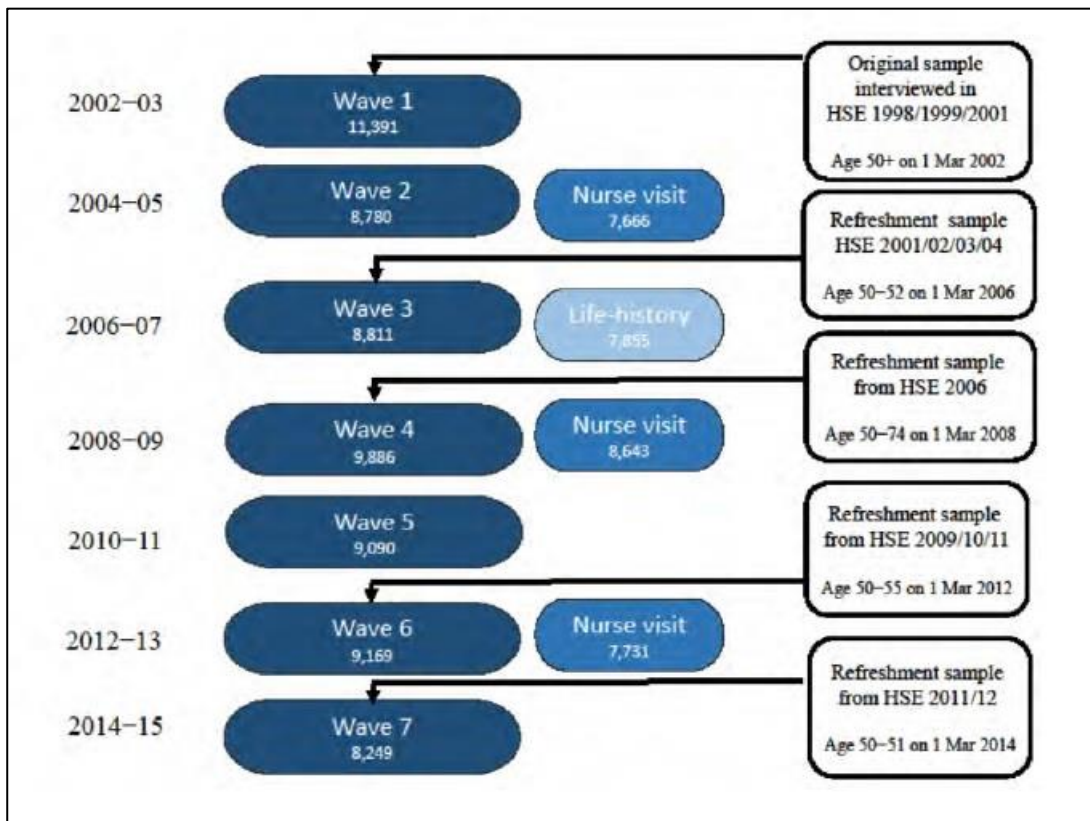 2002−03
Wave 1
11,391
Original sample
interviewed in
HSE 1998/1999/2001
Age 50+ on 1 Mar 2002
2004−05
Wave 2
8,780
Nurse visit
7,666
Refreshment sample
HSE 2001/02/03/04
Age 50−52 on 1 Mar 2006
2006−07
Wave 3
8,811
Life-history
7,855
Refreshment sample
from HSE 2006
Age 50−74 on 1 Mar 2008
2008−09
Wave 4
9,886
Nurse visit
8,643
2010−11
Wave 5
9,090
Refreshment sample
from HSE 2009/10/11
Age 50−55 on 1 Mar 2012
2012−13
Wave 6
9,169
Nurse visit
7,731
Refreshment sample
from HSE 2011/12
Age 50−51 on 1 Mar 2014
2014−15
Wave 7
8,249